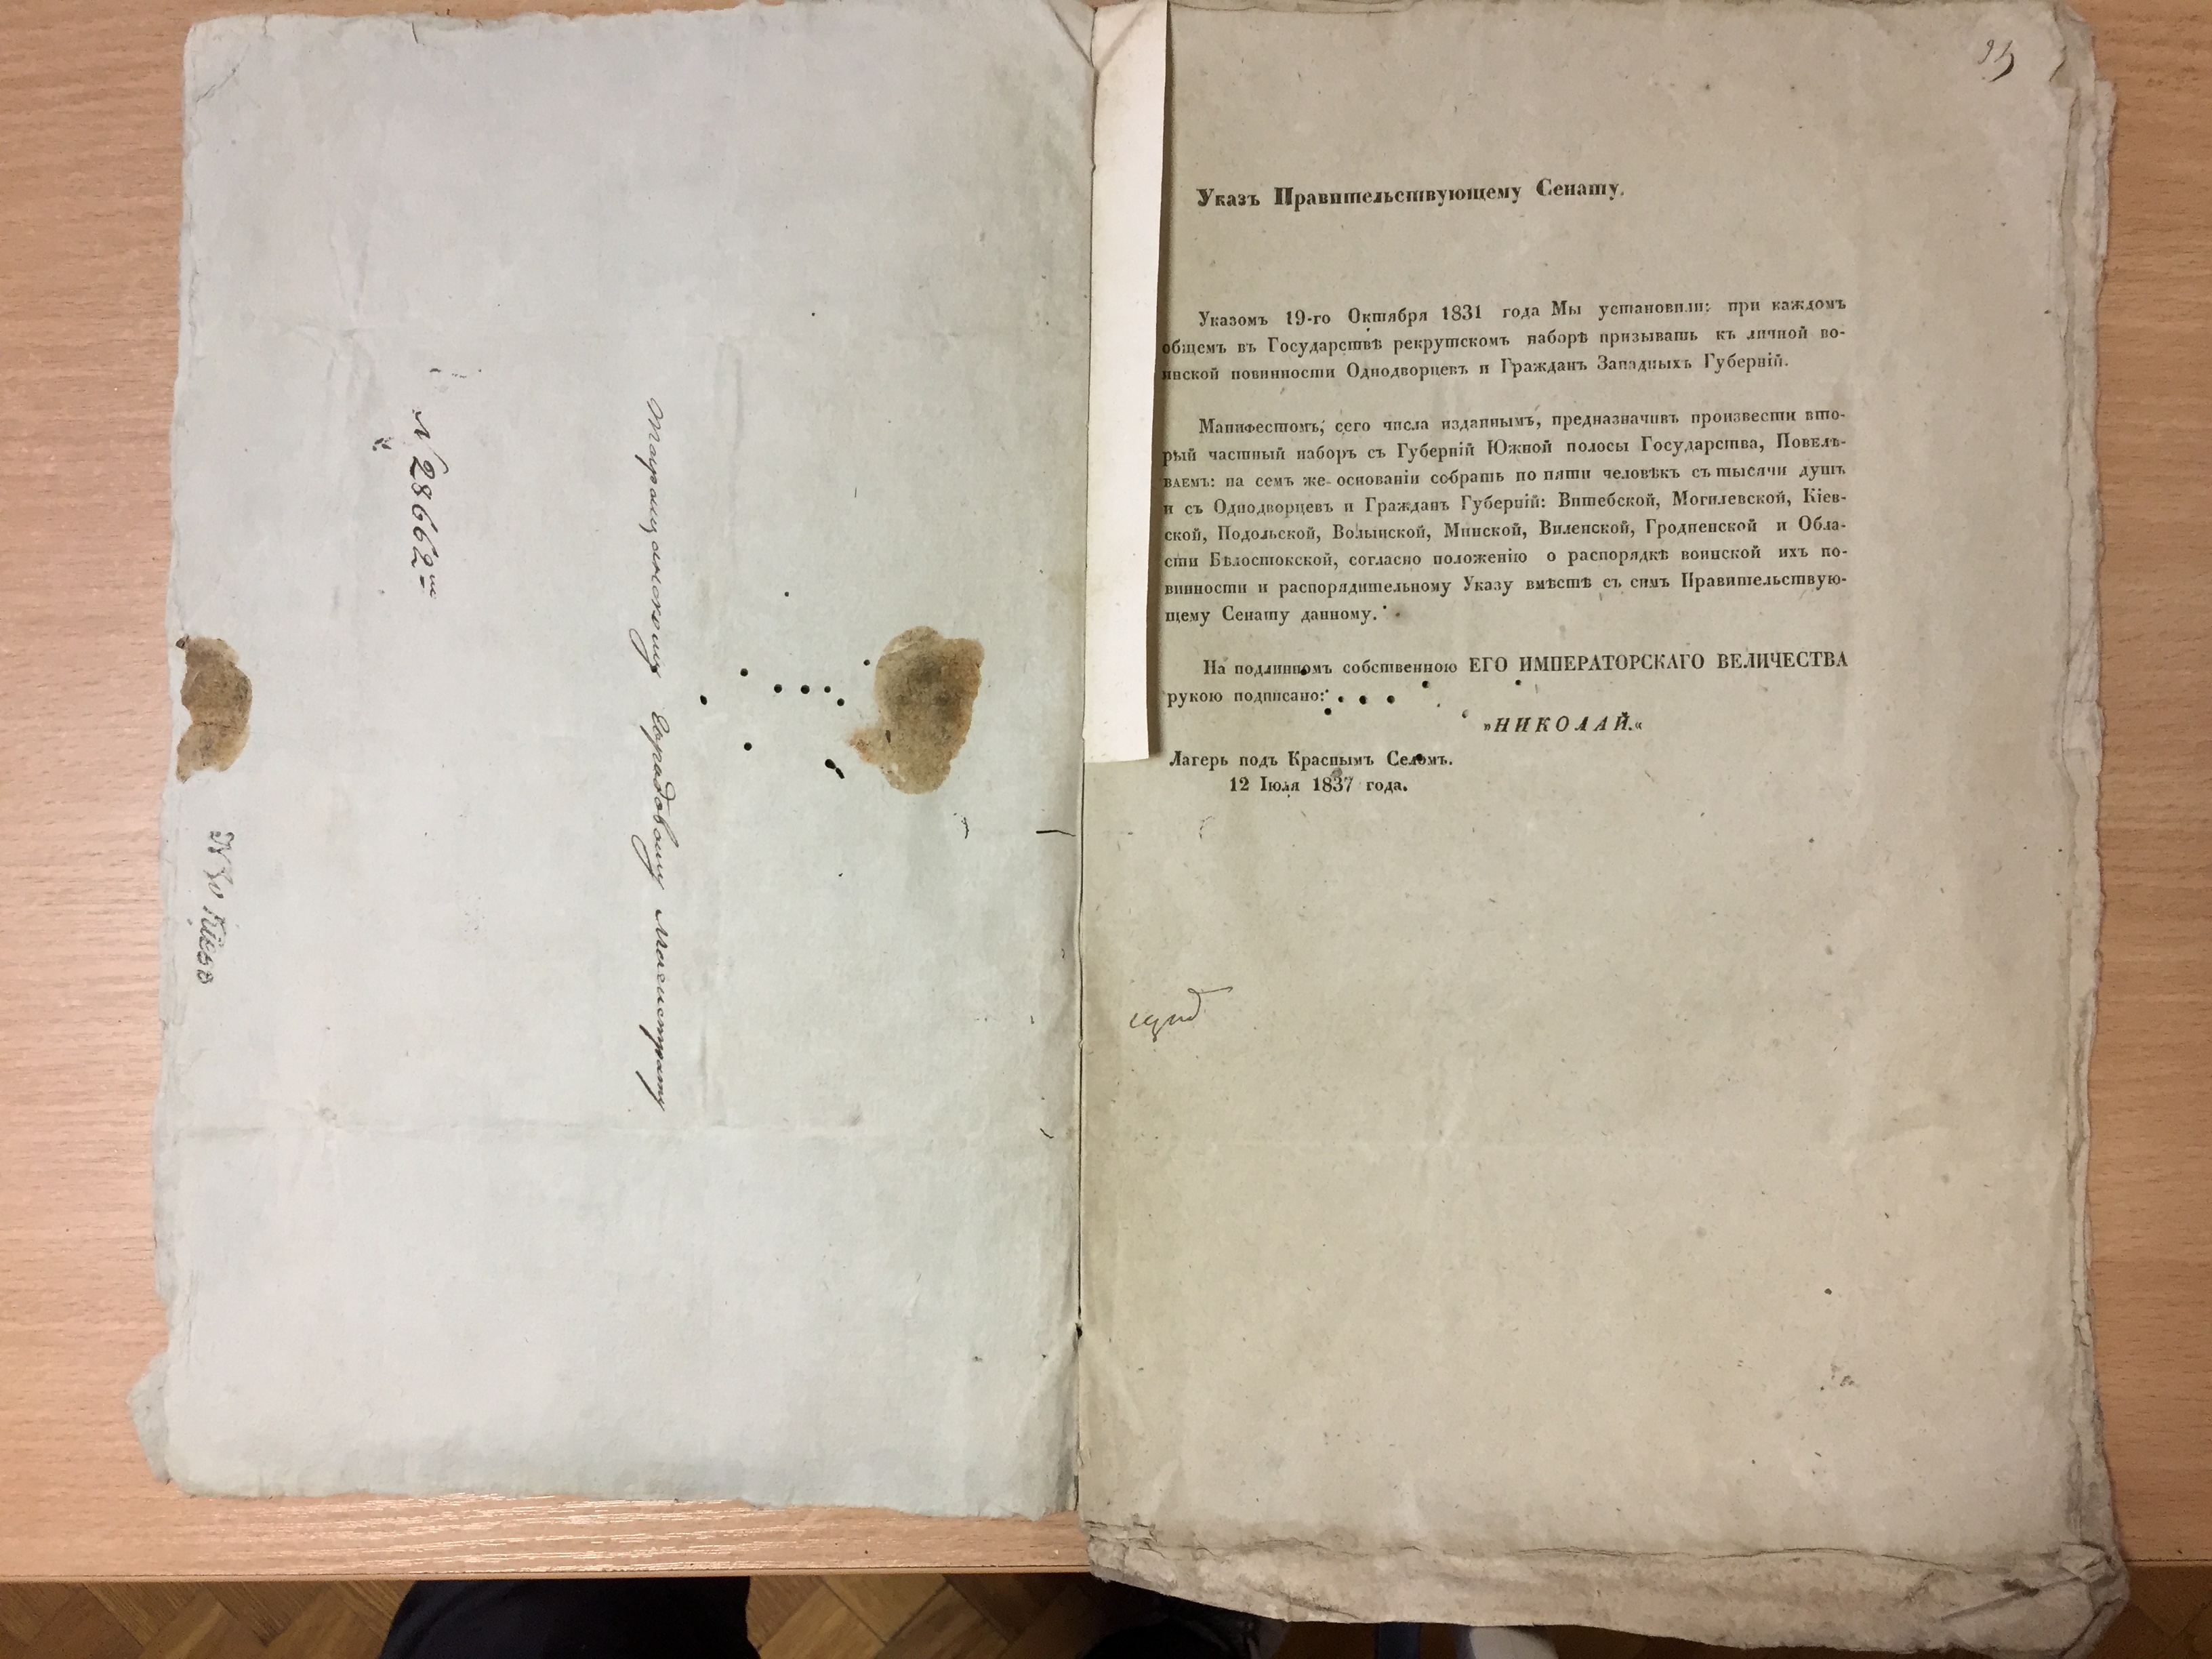 № 28662
Таращанскому Городовому Магистрату
Указъ Правительствующему Сенату.
Указомъ 19-го Октября 1831 года Мы установили: при каждомъ
общемъ въ Государствѣ рекрутскомъ наборѣ призывать къ личной во-
инской повинности Однодворцевъ и Гражданъ Западныхъ Губерній.
Манифестомъ, сего числа изданнымъ, предназначивъ произвести вто-
рый частный наборъ съ Губерній Южной полосы Государства, Повелѣ-
ваемъ: на семъ же основаніи собрать по пяти человѣкъ съ тысячи душъ
и съ Однодворцевъ и Гражданъ Губерній: Витебской, Могилевской, Кіев-
ской, Подольской, Волынской, Минской, Виленской, Гродненской и Обла-
сти Бѣлостокской, согласно положенію о распорядкѣ воинской ихъ по-
винности и распорядительному Указу вмѣстѣ съ симъ Правительствую-
щему Сенату данному.
На подлинномъ собственною ЕГО ИМПЕРАТОРСКАГО ВЕЛИЧЕСТВА
рукою подписано:
»НИКОЛАЙ.«
Лагерь подъ Краснымъ Селомъ.
12 Іюля 1837 года.